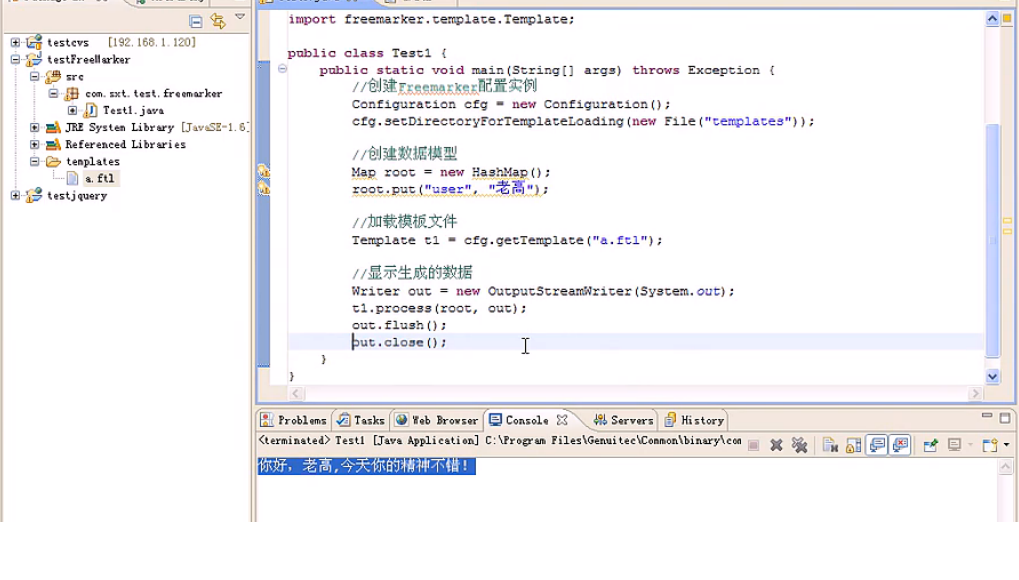 testcvs [192.168.1.120]
testFreeMarker
src
com.sxt.test.freemarker
Test1.java
JRE System Library [JavaSE-1.6]
Referenced Libraries
templates
a.ftl
testjquery
import freemarker.template.Template;
public class Test1 {
public static void main(String[] args) throws Exception {
//创建Freemarker配置实例
Configuration cfg = new Configuration();
cfg.setDirectoryForTemplateLoading(new File("templates"));
//创建数据模型
Map root = new HashMap();
root.put("user", "老高");
//加载模板文件
Template t1 = cfg.getTemplate("a.ftl");
//显示生成的数据
Writer out = new OutputStreamWriter(System.out);
t1.process(root, out);
out.flush();
out.close();
}
}
Problems Tasks Web Browser Console Servers History
<terminated> Test1 [Java Application] C:\Program Files\Genuitec\Common\binary\com
你好，老高,今天你的精神不错!